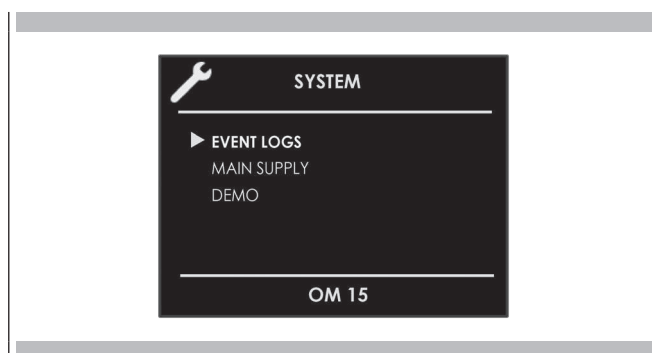 SYSTEM
EVENT LOGS
MAIN SUPPLY
DEMO
OM 15